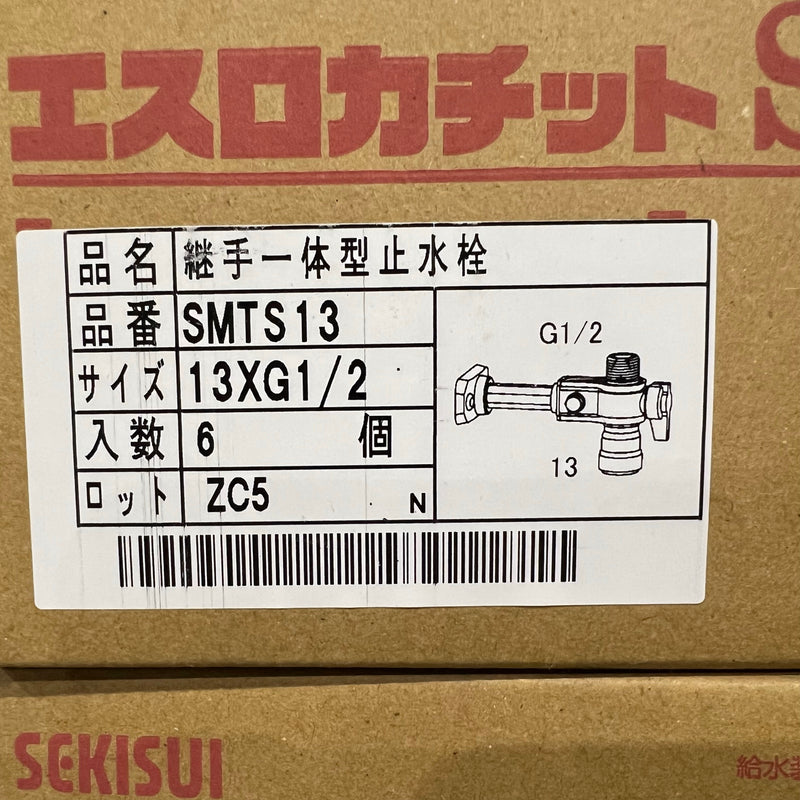 エスロカチット S
品名 継手一体型止水栓
品番 SMTS13
サイズ 13XG1/2
入数 6 個
ロット ZC5 N
G1/2
13
SEKISUI
給水装